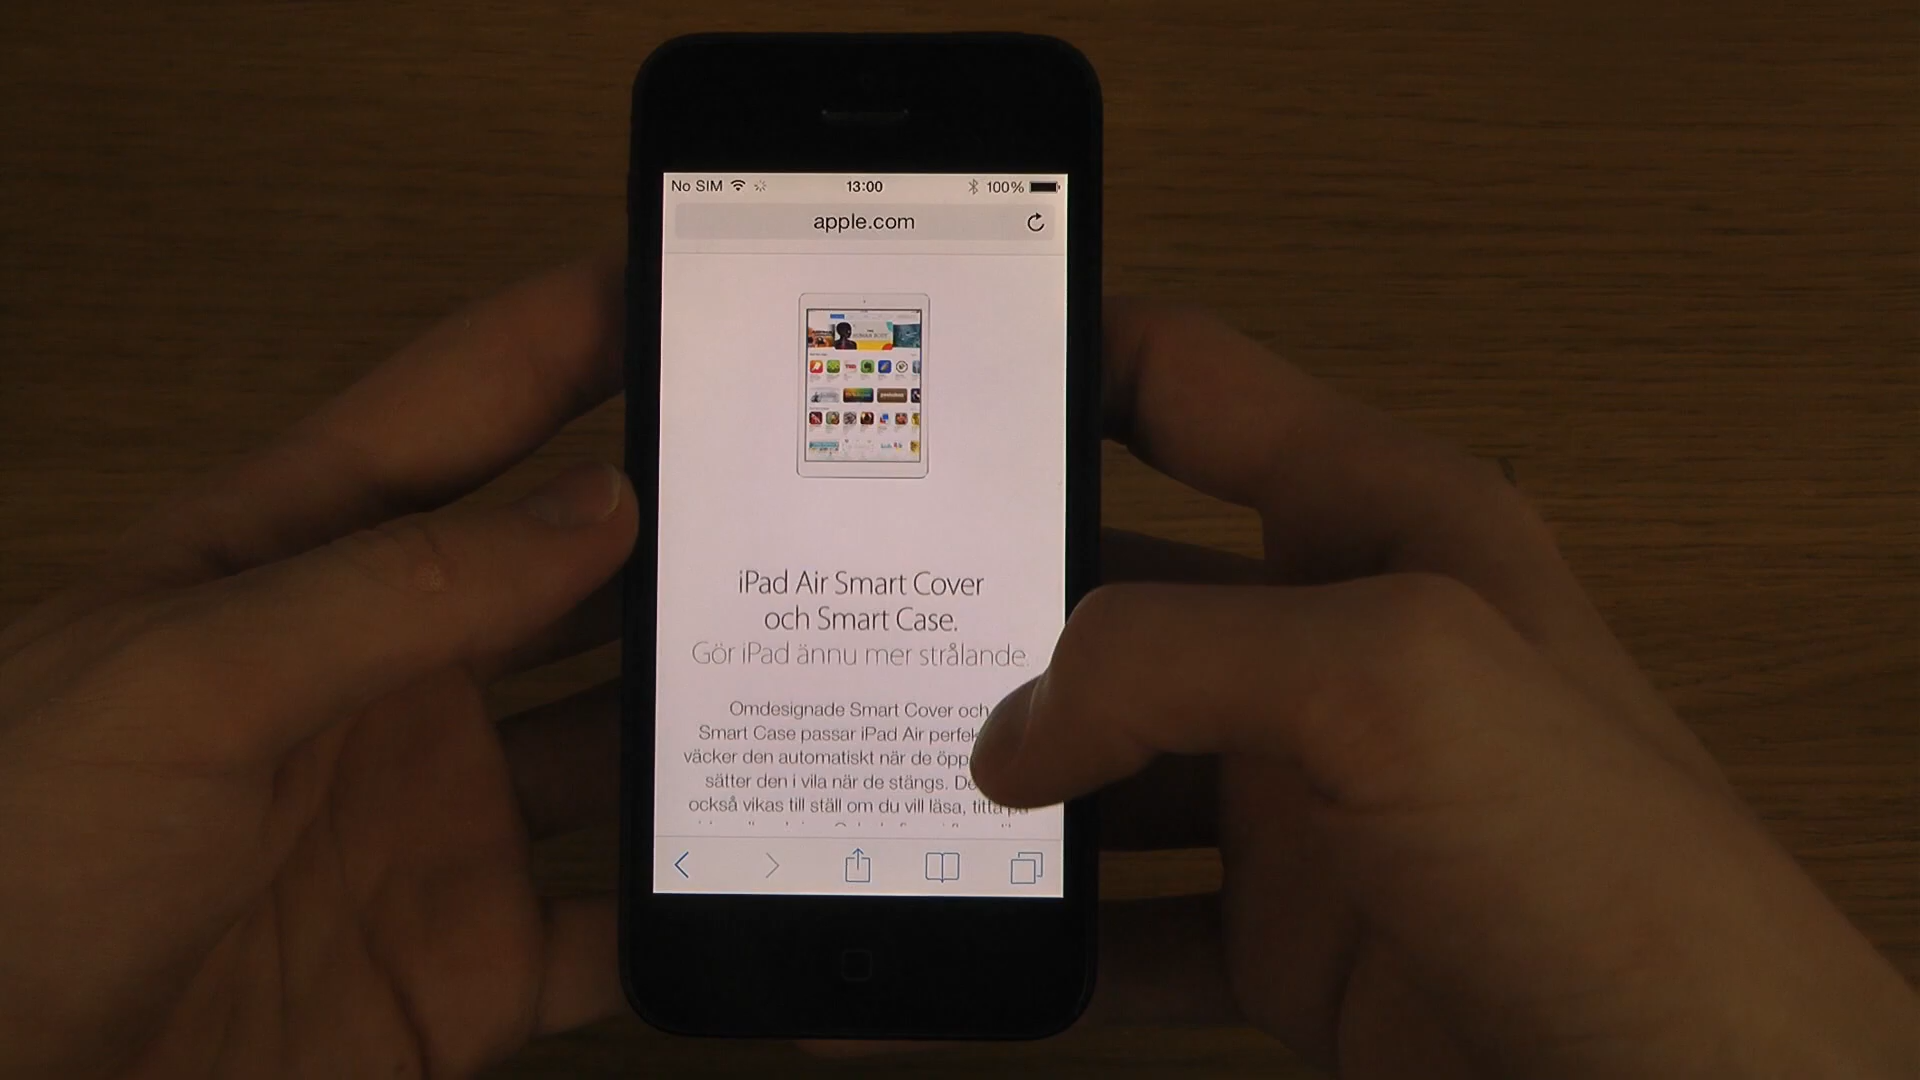 No SIM 13:00 100%
apple.com
iPad Air Smart Cover
och Smart Case.
Gör iPad ännu mer strålande.
Omdesignade Smart Cover och
Smart Case passar iPad Air
väcker den automatiskt när de
sätter den i vila när de stängs.
också vikas till ställ om du vill läsa, titta på